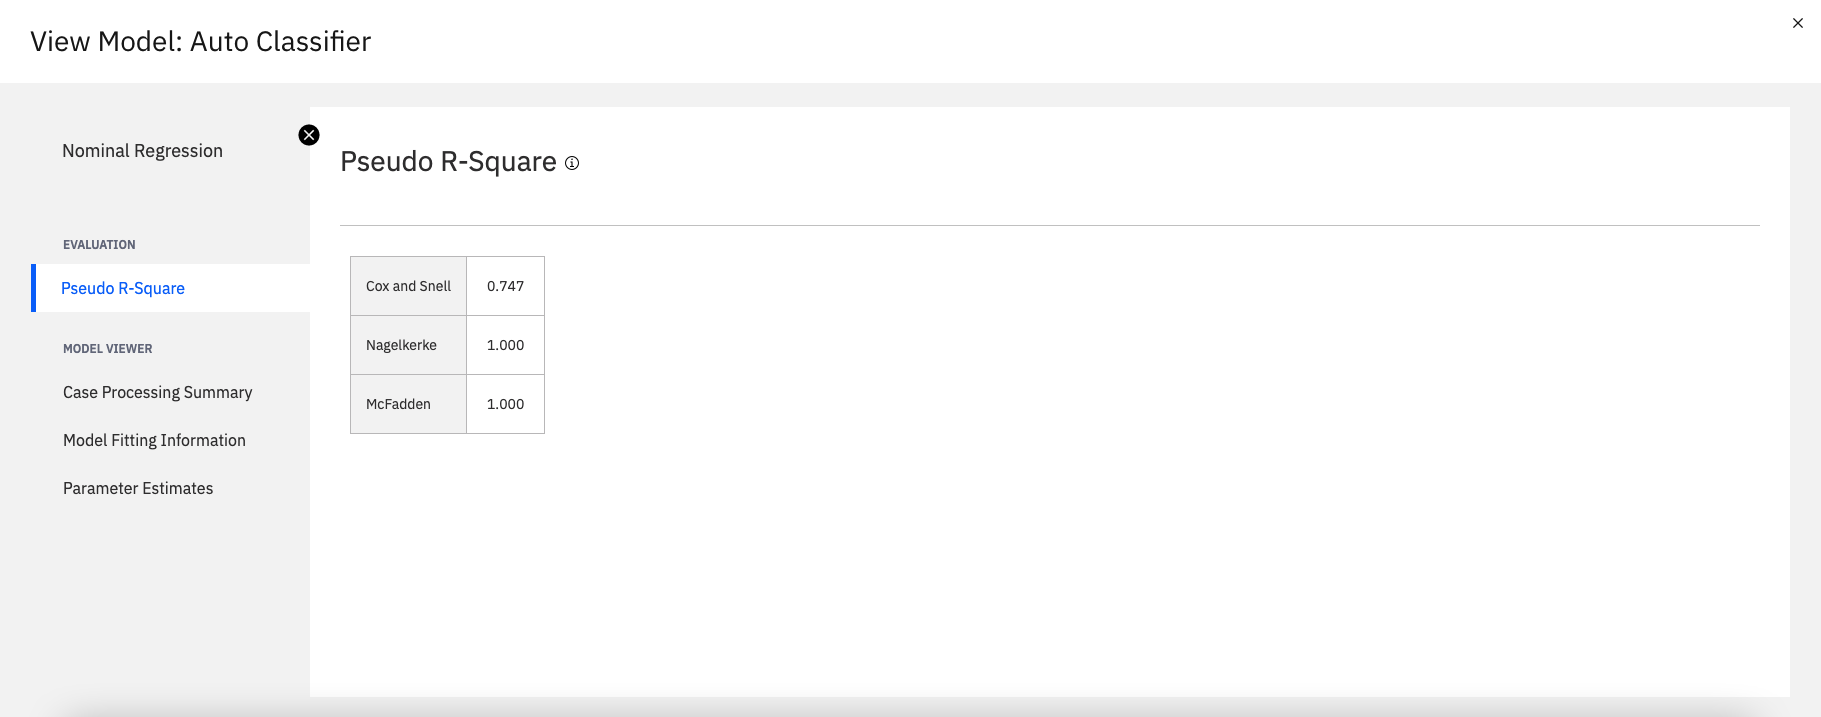 View Model: Auto Classifier
Nominal Regression
EVALUATION
Pseudo R-Square
MODEL VIEWER
Case Processing Summary
Model Fitting Information
Parameter Estimates
Pseudo R-Square
Cox and Snell 0.747
Nagelkerke 1.000
McFadden 1.000